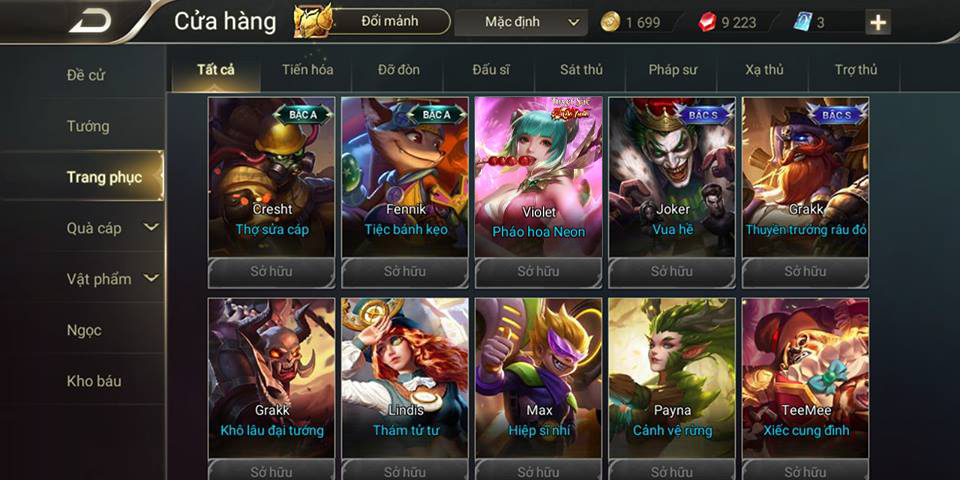 Cửa hàng
Đổi mảnh
Mặc định
1 699
9 223
3
Đề cử
Tướng
Trang phục
Quà cáp
Vật phẩm
Ngọc
Kho báu
Tất cả
Tiến hóa
Đỡ đòn
Đấu sĩ
Sát thủ
Pháp sư
Xạ thủ
Trợ thủ
BẬC A
Cresht
Thợ sửa cáp
Sở hữu
BẬC A
Fennik
Tiệc bánh kẹo
Sở hữu
Violet
Pháo hoa Neon
Sở hữu
BẬC S
Joker
Vua hề
Sở hữu
BẬC S
Grakk
Thuyền trưởng râu đỏ
Sở hữu
Grakk
Khô lâu đại tướng
Sở hữu
Lindis
Thám tử tư
Sở hữu
Max
Hiệp sĩ nhí
Sở hữu
Payna
Cảnh vệ rừng
Sở hữu
TeeMee
Xiếc cung đình
Sở hữu